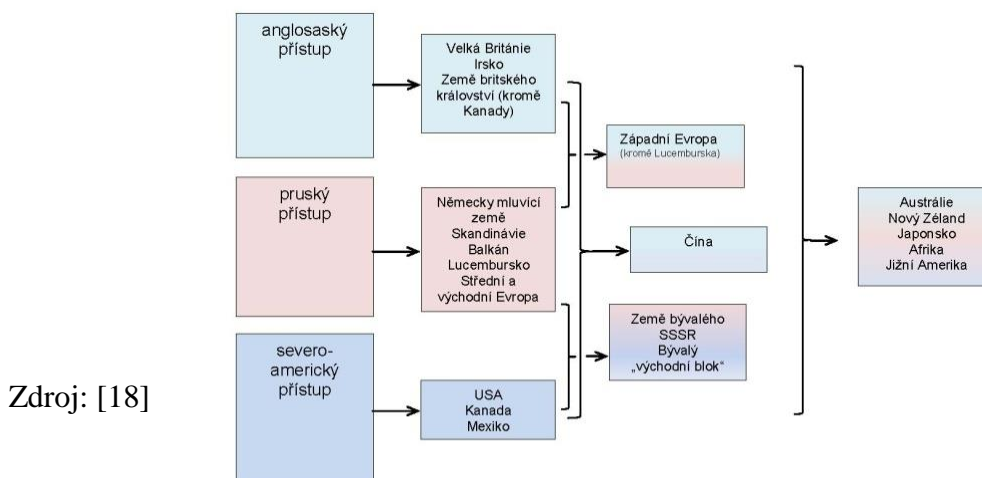 anglosaský
přístup
Velká Británie
Irsko
Země britského
království (kromě
Kanady)
Západní Evropa
(kromě Lucemburska)
pruský
přístup
Německy mluvící
země
Skandinávie
Balkán
Lucembursko
Střední a
východní Evropa
Čína
Austrálie
Nový Zéland
Japonsko
Afrika
Jižní Amerika
Země bývalého
SSSR
Bývalý
„východní blok“
severo-
americký
přístup
USA
Kanada
Mexiko
Zdroj: [18]